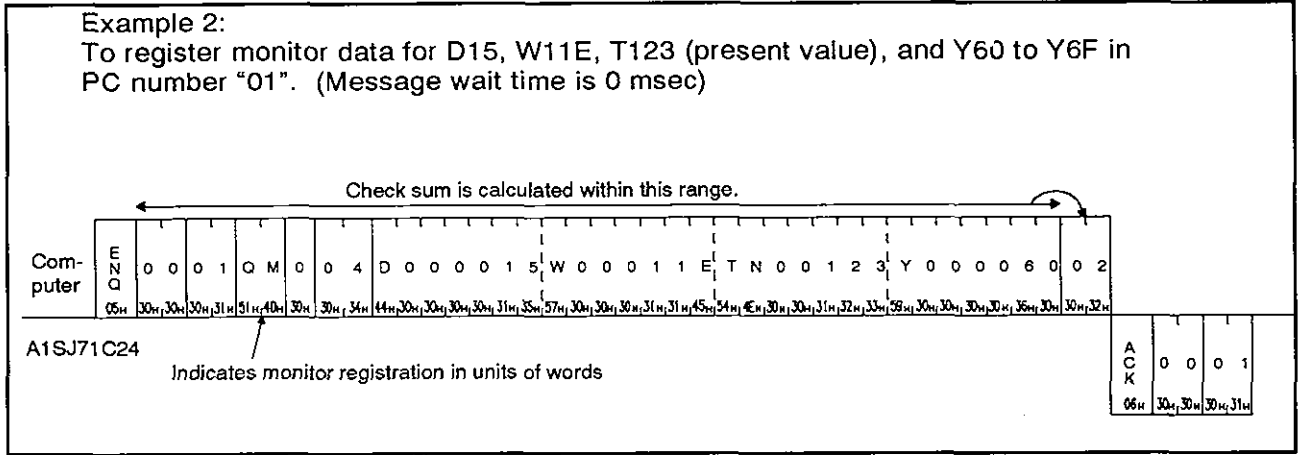 Example 2:
To register monitor data for D15, W11E, T123 (present value), and Y60 to Y6F in
PC number “01”. (Message wait time is 0 msec)
Check sum is calculated within this range.
Com-
puter
ENQ 0 0 0 1 Q M 0 0 4 D 0 0 0 0 1 5 W 0 0 0 1 1 E T N 0 0 1 2 3 Y 0 0 0 0 6 0 0 2
05H 30H 30H 30H 31H 51H 4DH 30H 30H 34H 44H 30H 30H 30H 30H 31H 35H 57H 30H 30H 30H 31H 31H 45H 54H 4EH 30H 30H 31H 32H 33H 59H 30H 30H 30H 30H 36H 30H 30H 32H
A1SJ71C24
Indicates monitor registration in units of words
ACK 0 0 0 1
06H 30H 30H 30H 31H